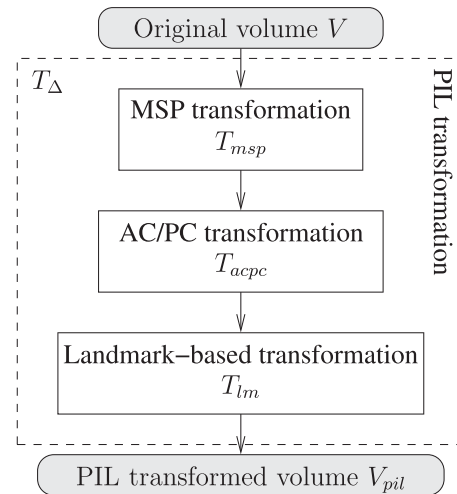 Original volume V
T_Δ
PIL transformation
MSP transformation
T_msp
AC/PC transformation
T_acpc
Landmark–based transformation
T_lm
PIL transformed volume V_pil